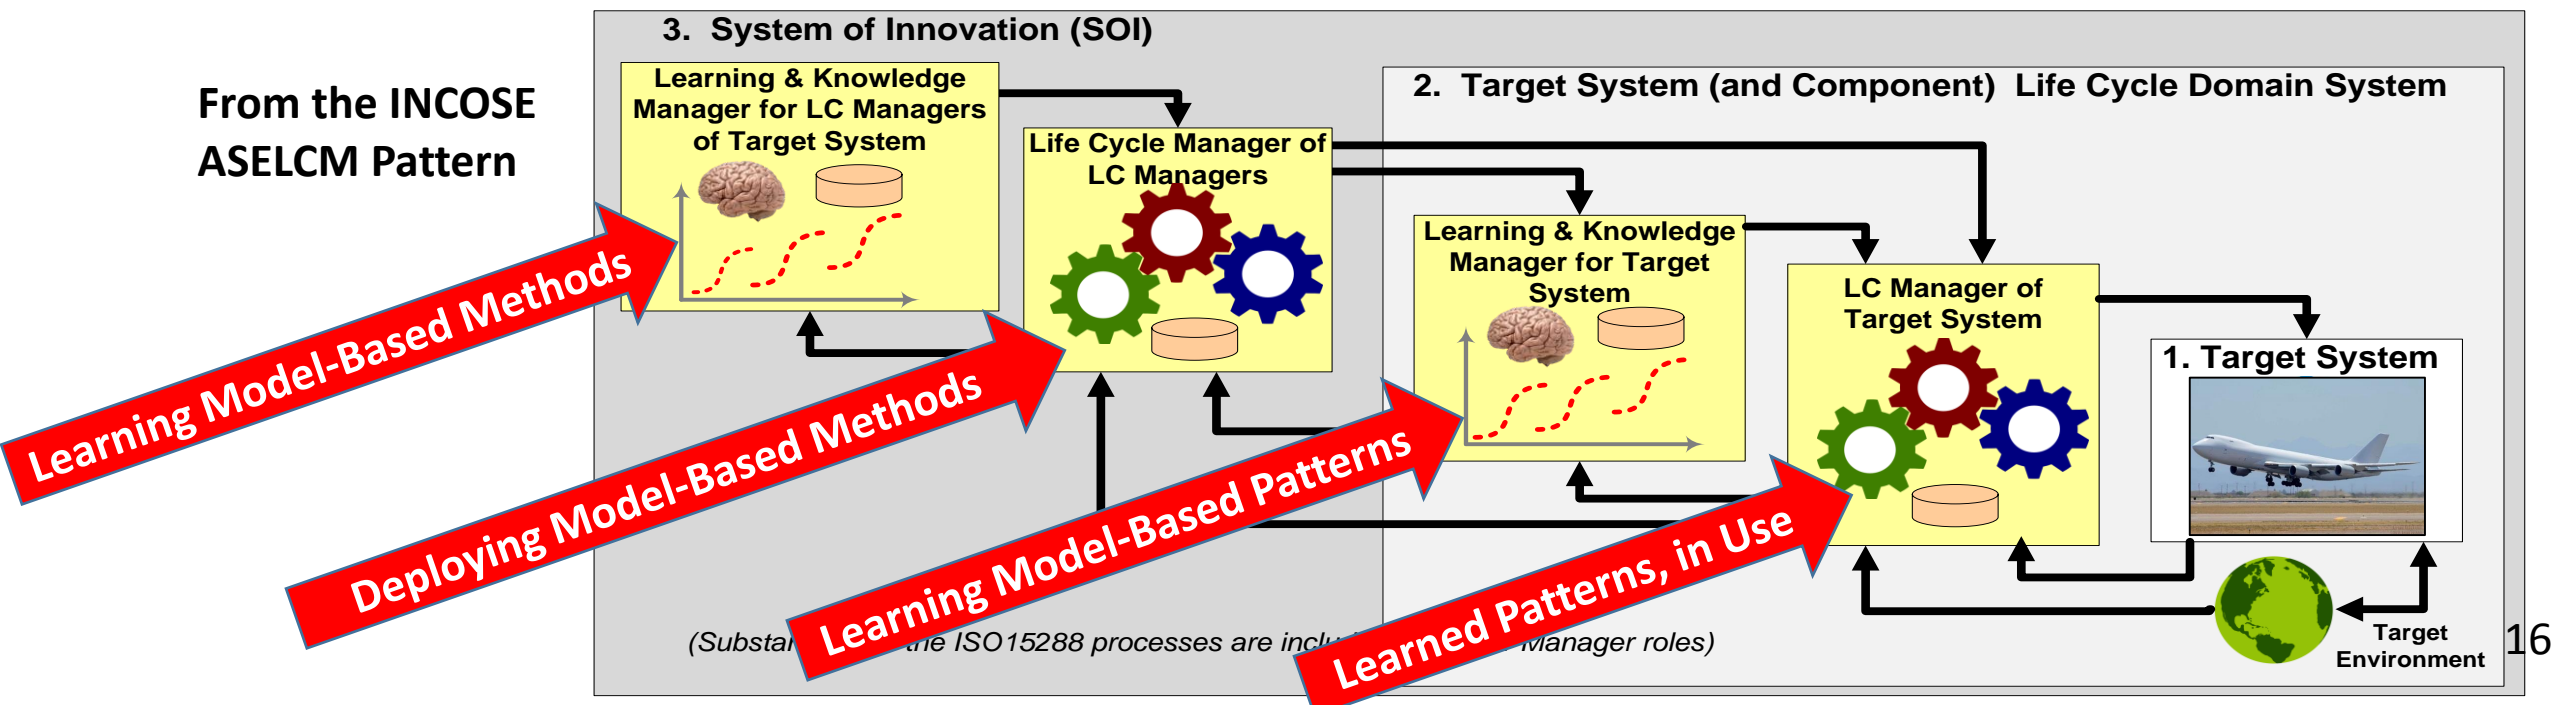 3. System of Innovation (SOI)
From the INCOSE
ASELCM Pattern
Learning & Knowledge
Manager for LC Managers
of Target System
Life Cycle Manager of
LC Managers
2. Target System (and Component) Life Cycle Domain System
Learning & Knowledge
Manager for Target
System
LC Manager of
Target System
1. Target System
Learning Model-Based Methods
Deploying Model-Based Methods
Learning Model-Based Patterns
Learned Patterns, in Use
(Substan the ISO15288 processes are inclu Manager roles)
Target
Environment
16